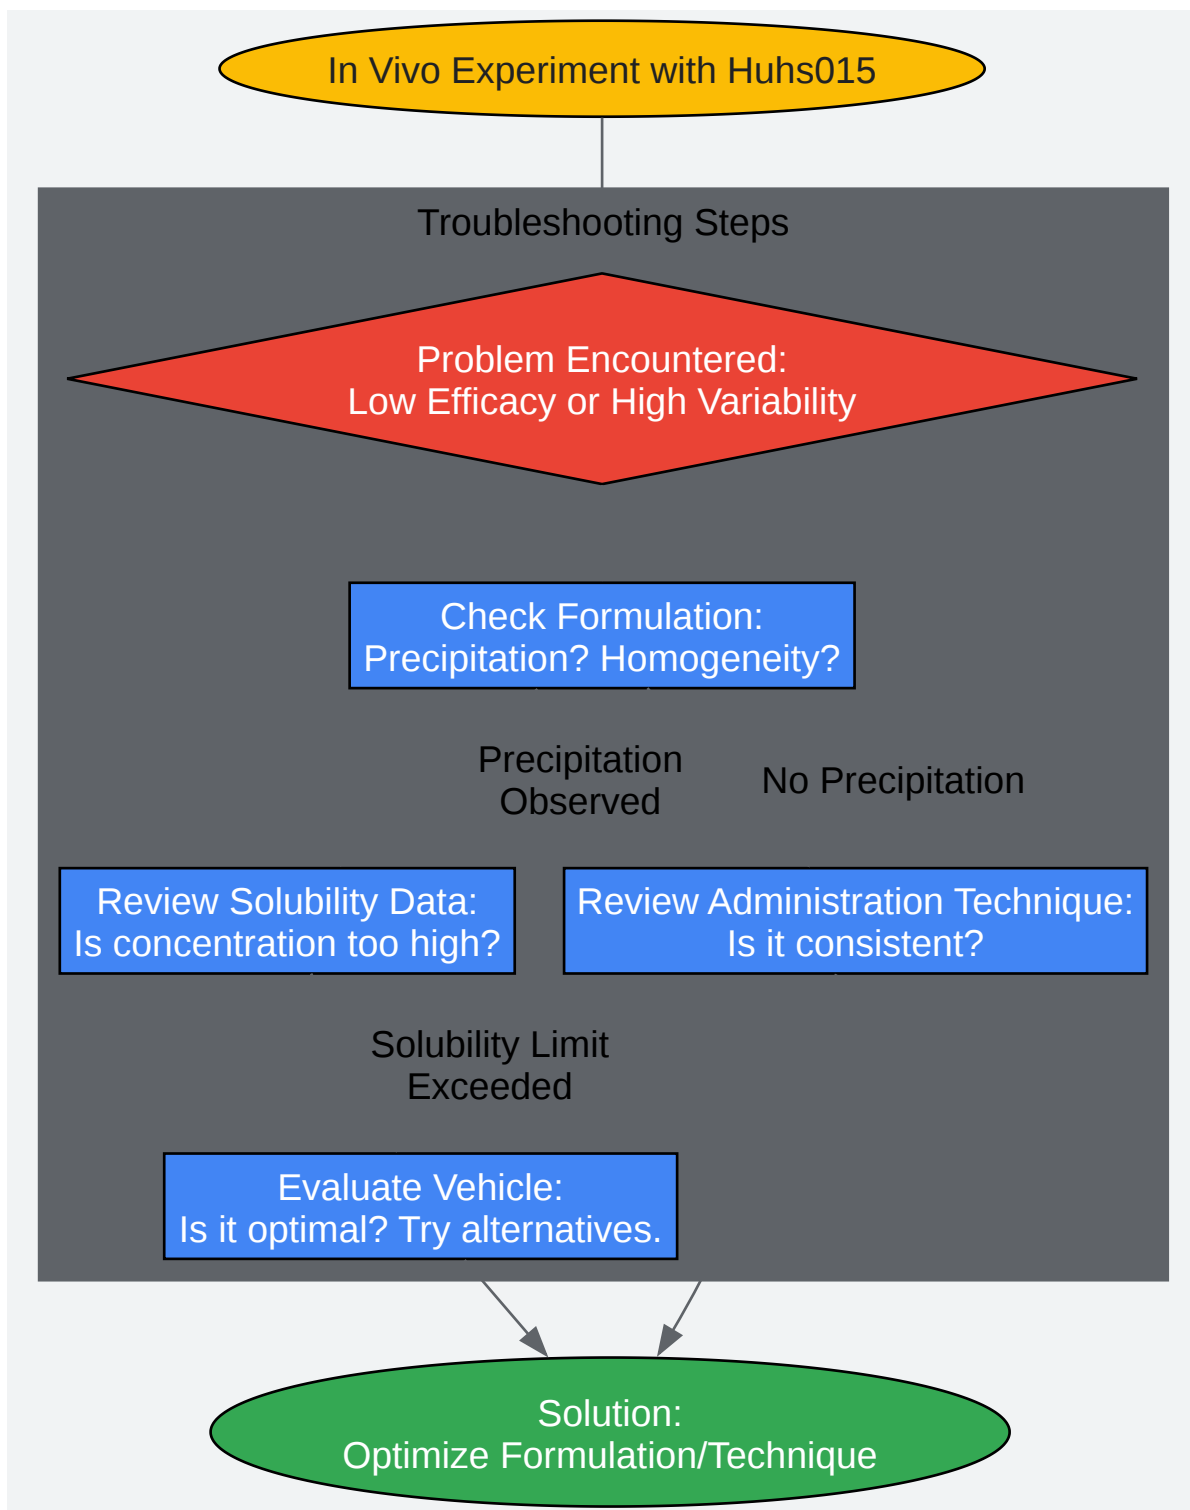 In Vivo Experiment with Huhs015
Troubleshooting Steps
Problem Encountered:
Low Efficacy or High Variability
Check Formulation:
Precipitation? Homogeneity?
Precipitation
Observed
No Precipitation
Review Solubility Data:
Is concentration too high?
Review Administration Technique:
Is it consistent?
Solubility Limit
Exceeded
Evaluate Vehicle:
Is it optimal? Try alternatives.
Solution:
Optimize Formulation/Technique